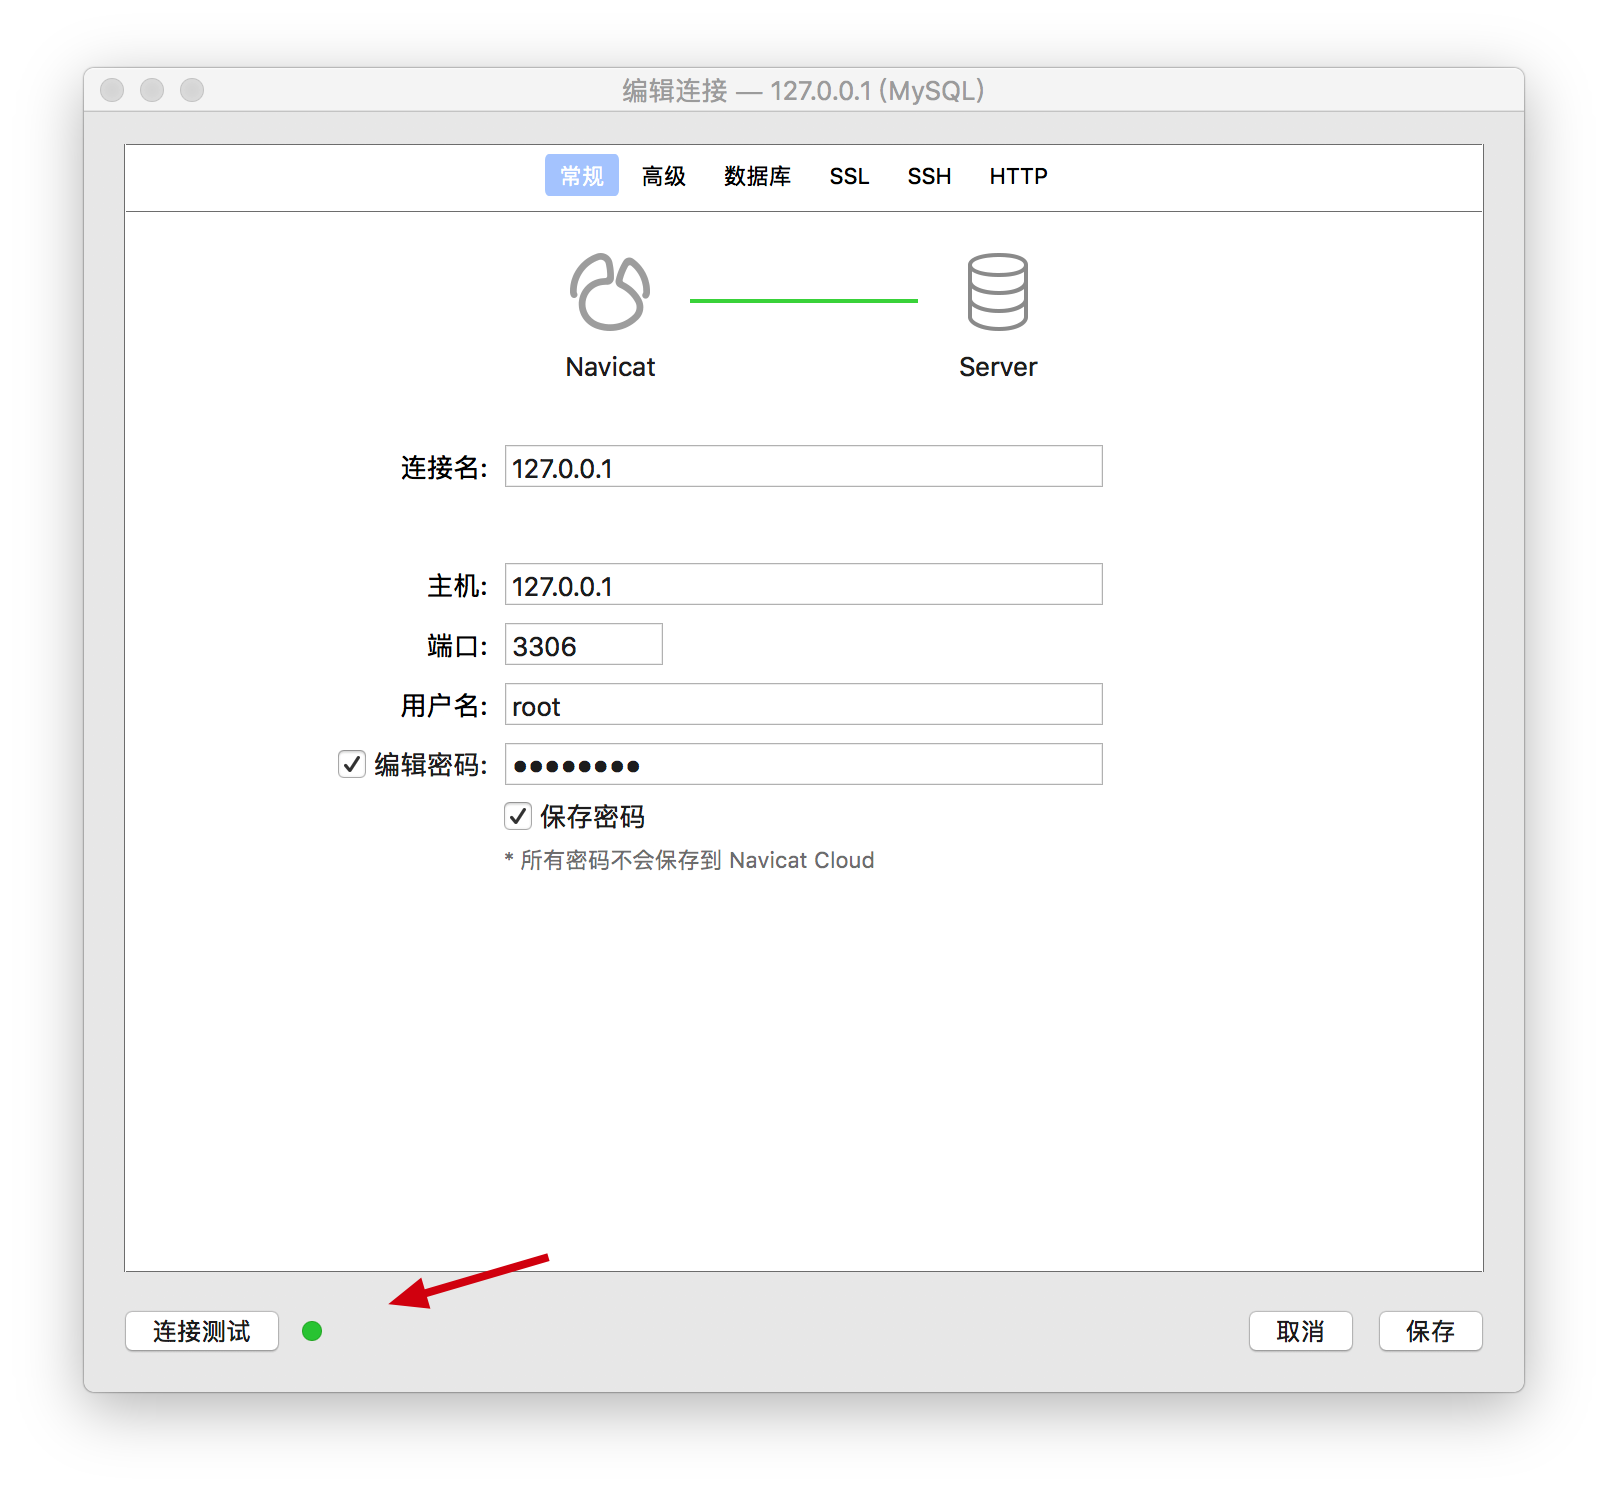 编辑连接 — 127.0.0.1 (MySQL)
常规 高级 数据库 SSL SSH HTTP
Navicat Server
连接名: 127.0.0.1
主机: 127.0.0.1
端口: 3306
用户名: root
编辑密码: ••••••••
保存密码
* 所有密码不会保存到 Navicat Cloud
连接测试 取消 保存